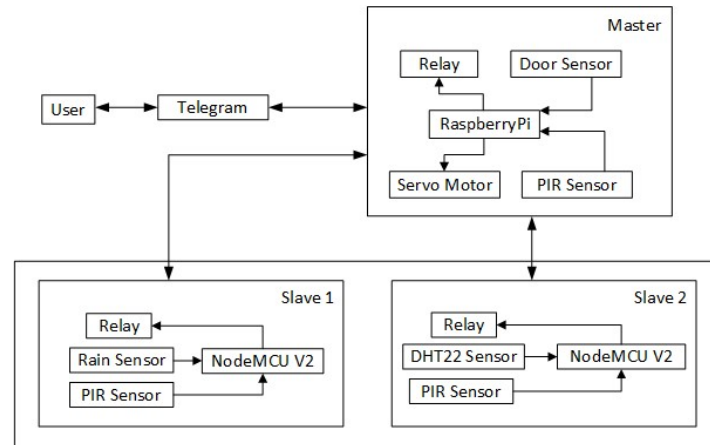 Master
Relay
Door Sensor
User
Telegram
RaspberryPi
Servo Motor
PIR Sensor
Slave 1
Relay
Rain Sensor
NodeMCU V2
PIR Sensor
Slave 2
Relay
DHT22 Sensor
NodeMCU V2
PIR Sensor